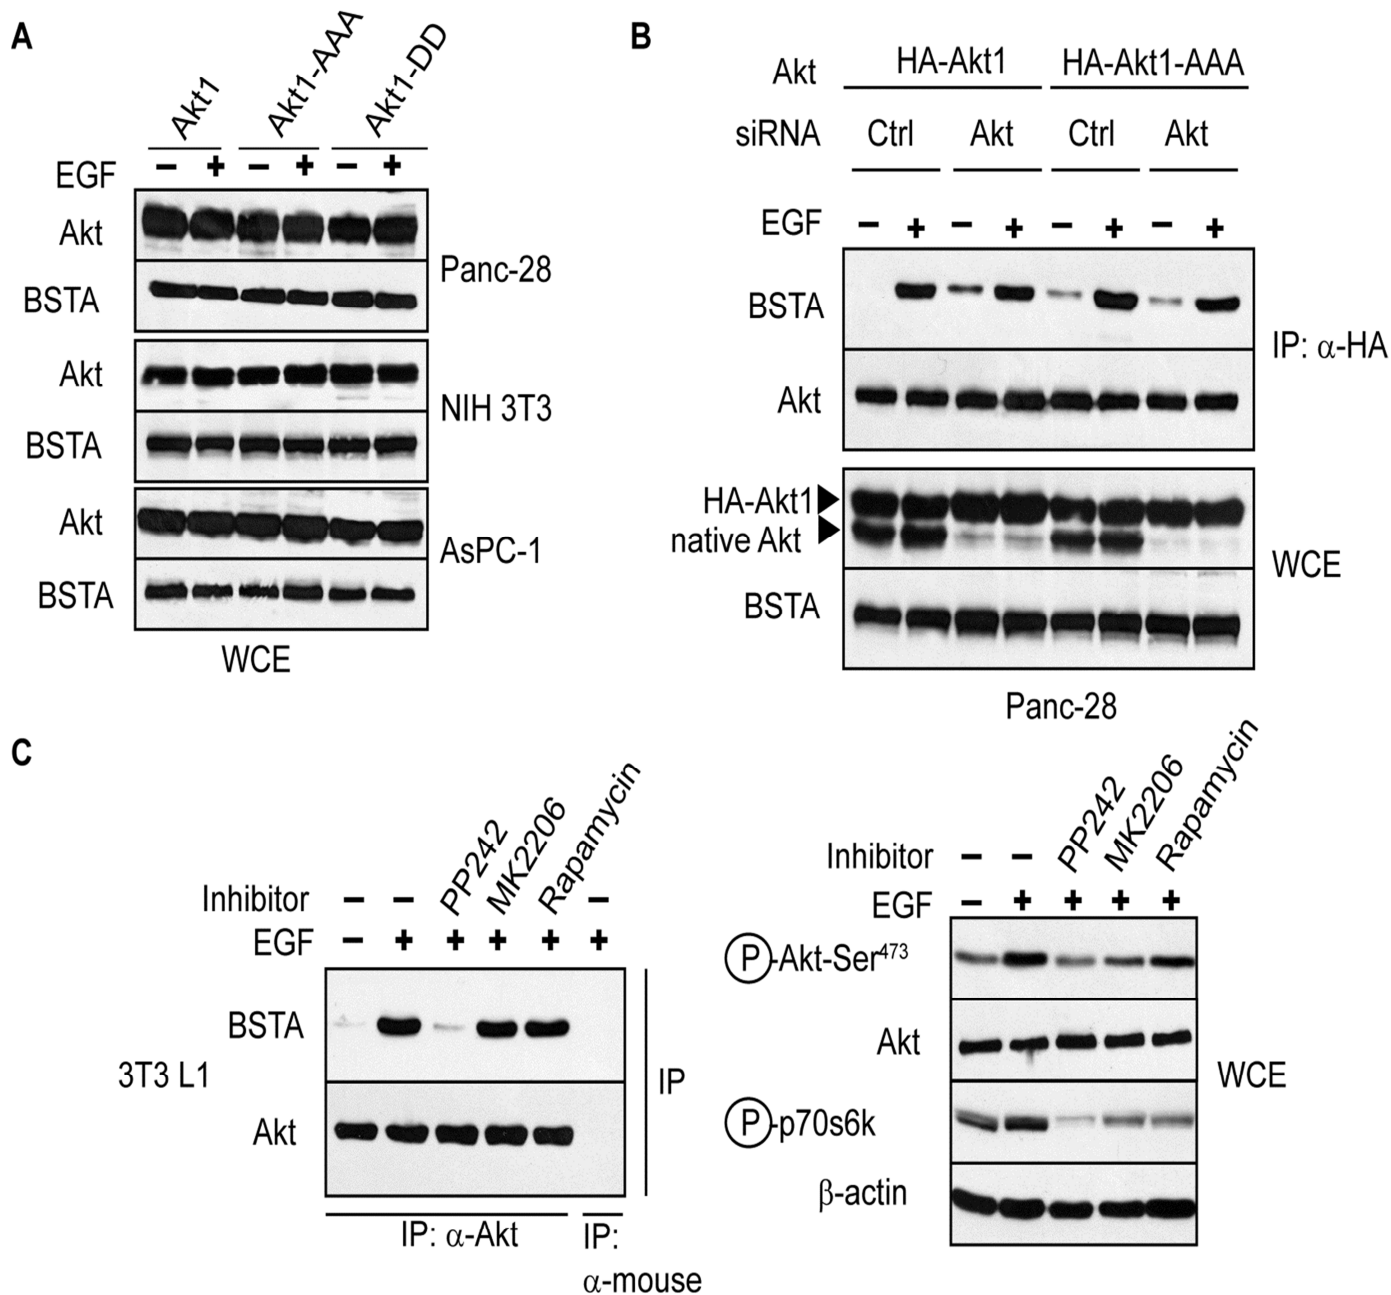 A
Akt1
Akt1-AAA
Akt1-DD
EGF − + − + − +
Akt
BSTA
Panc-28
Akt
BSTA
NIH 3T3
Akt
BSTA
AsPC-1
WCE
B
Akt HA-Akt1 HA-Akt1-AAA
siRNA Ctrl Akt Ctrl Akt
EGF − + − + − + − +
BSTA
Akt
IP: α-HA
HA-Akt1
native Akt
BSTA
WCE
Panc-28
C
PP242
MK2206
Rapamycin
Inhibitor − − −
EGF − + + + + +
BSTA
3T3 L1
Akt
IP
IP: α-Akt
IP:
α-mouse
PP242
MK2206
Rapamycin
Inhibitor − −
EGF − + + + +
P-Akt-Ser473
Akt
P-p70s6k
β-actin
WCE